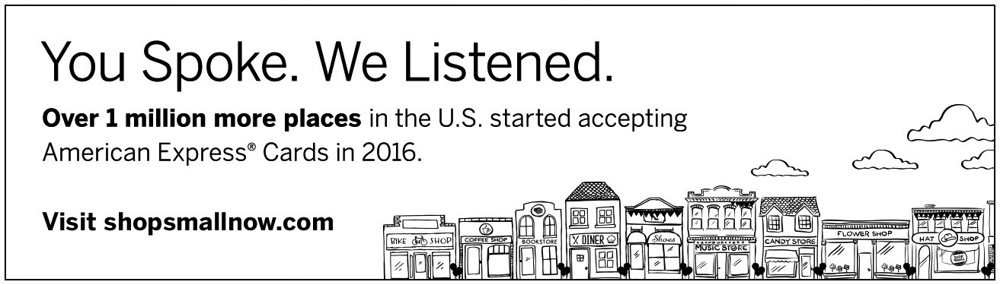 You Spoke. We Listened.
Over 1 million more places in the U.S. started accepting
American Express® Cards in 2016.
Visit shopsmallnow.com
BIKE SHOP
COFFEE SHOP
BOOKSTORE
DINER
Shoes
MUSIC STORE
CANDY STORE
FLOWER SHOP
HAT SHOP